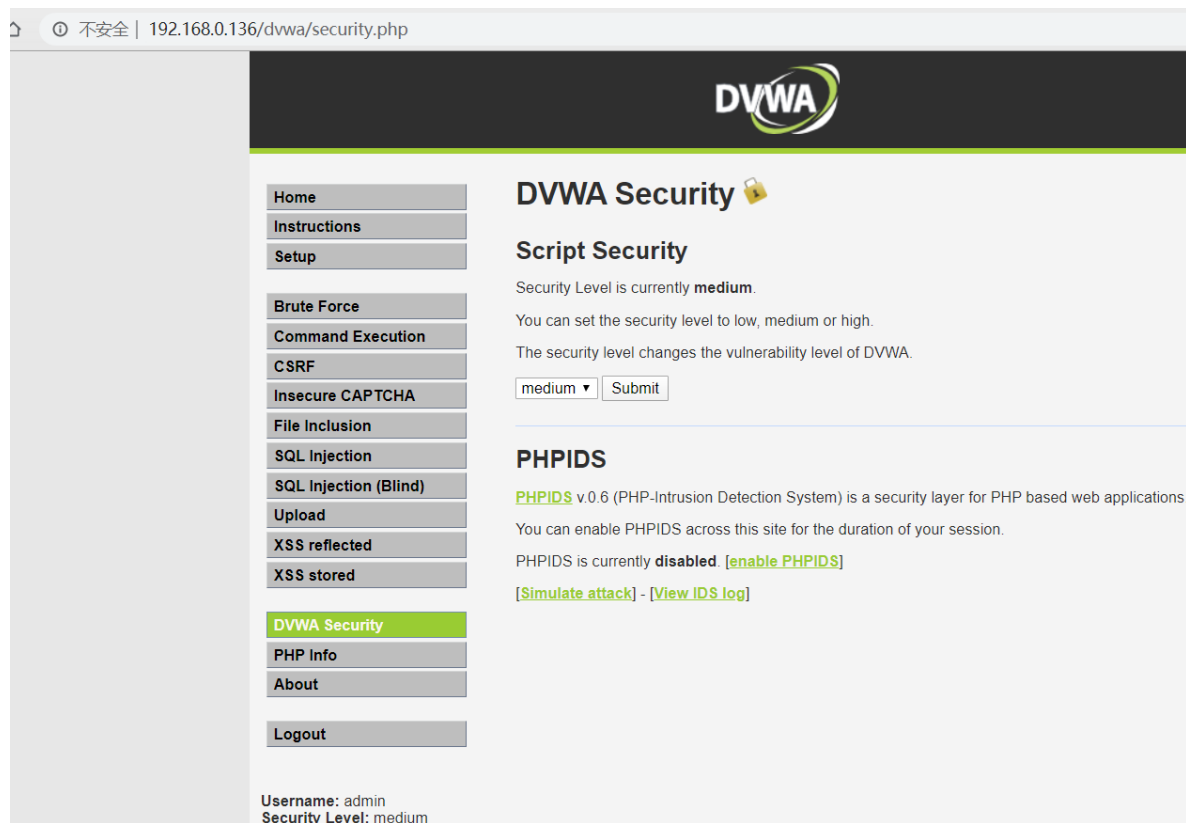 不安全 | 192.168.0.136/dvwa/security.php
DVWA
Home
Instructions
Setup
Brute Force
Command Execution
CSRF
Insecure CAPTCHA
File Inclusion
SQL Injection
SQL Injection (Blind)
Upload
XSS reflected
XSS stored
DVWA Security
PHP Info
About
Logout
Username: admin
Security Level: medium
DVWA Security
Script Security
Security Level is currently medium.
You can set the security level to low, medium or high.
The security level changes the vulnerability level of DVWA.
medium Submit
PHPIDS
PHPIDS v.0.6 (PHP-Intrusion Detection System) is a security layer for PHP based web applications
You can enable PHPIDS across this site for the duration of your session.
PHPIDS is currently disabled. [enable PHPIDS]
[Simulate attack] - [View IDS log]